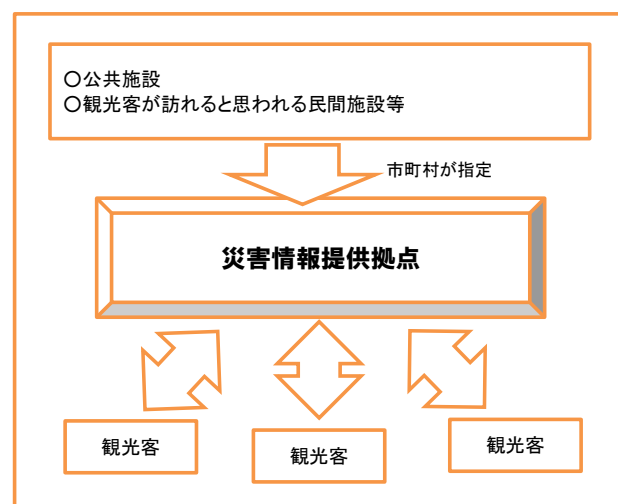 〇公共施設
〇観光客が訪れると思われる民間施設等
市町村が指定
災害情報提供拠点
観光客
観光客
観光客